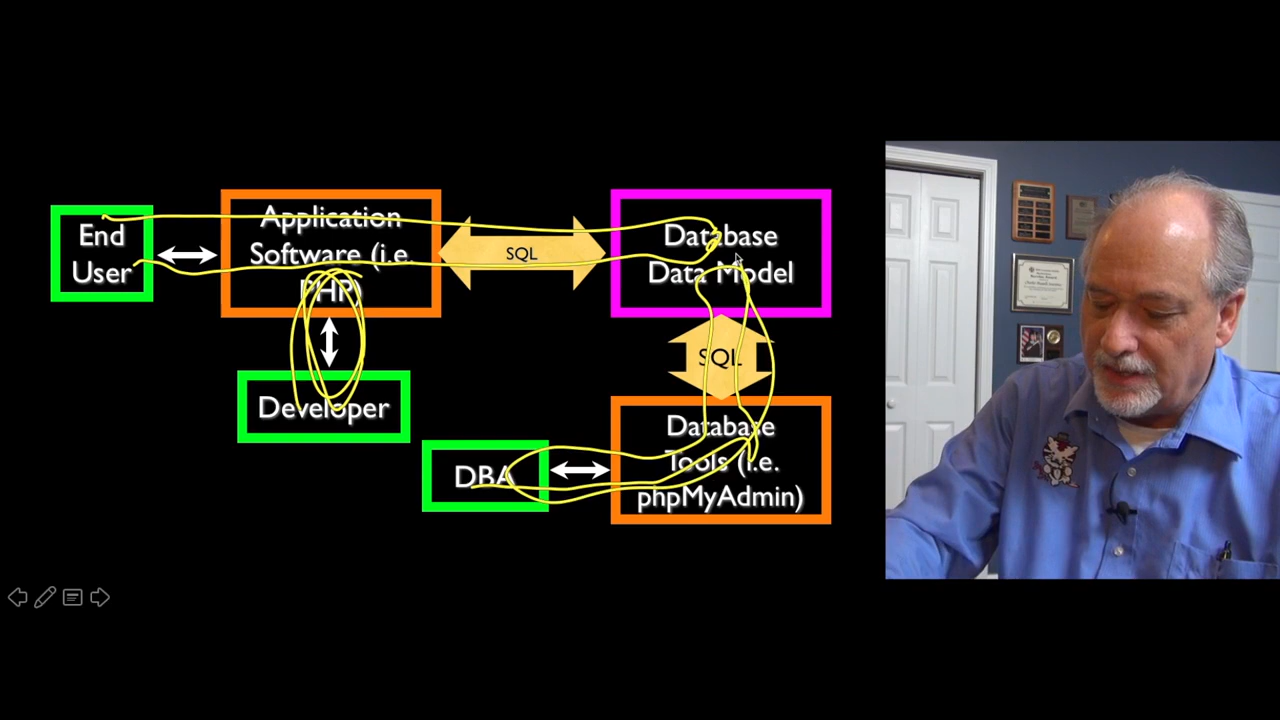 End
User
Application
Software (i.e.
PHP)
SQL
Database
Data Model
SQL
Developer
DBA
Database
Tools (i.e.
phpMyAdmin)